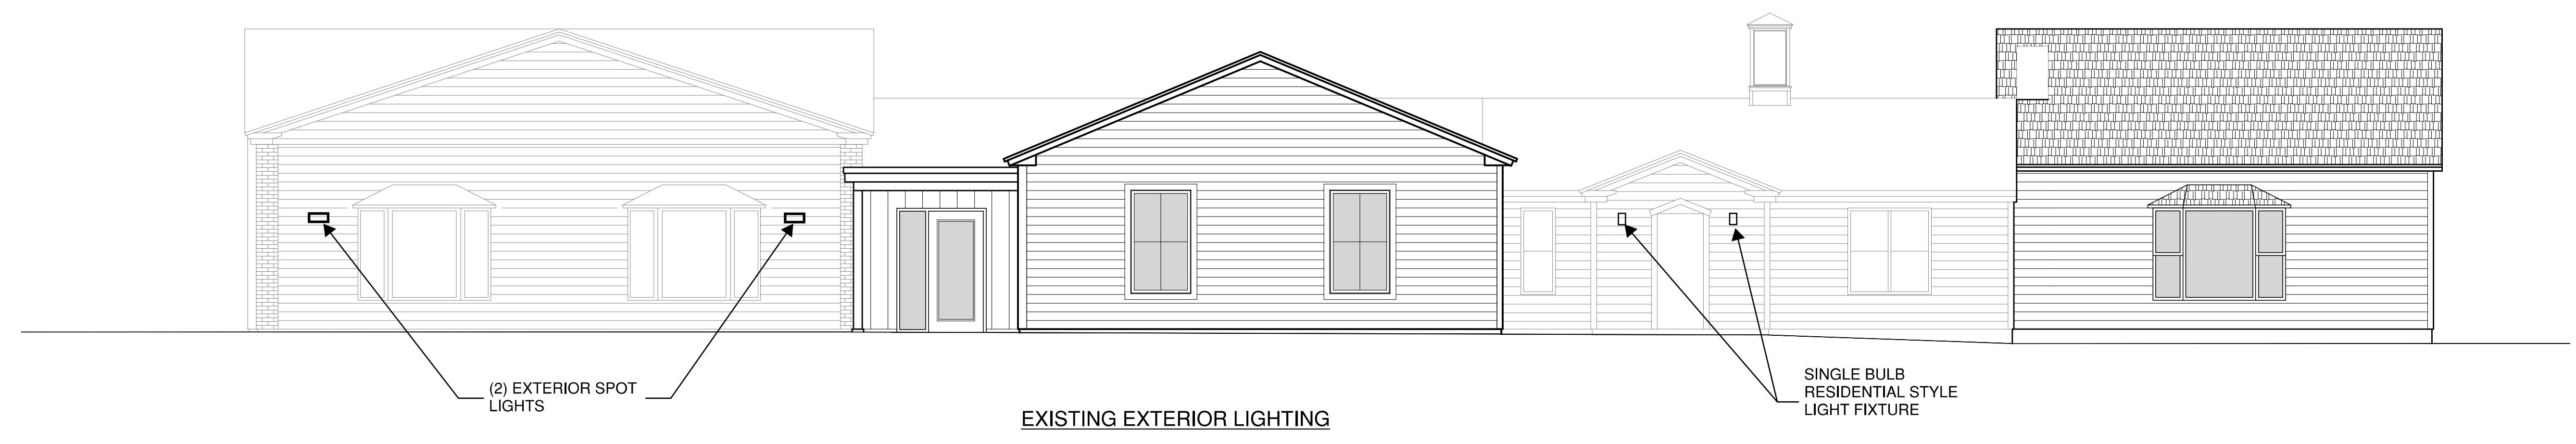 (2) EXTERIOR SPOT
LIGHTS
EXISTING EXTERIOR LIGHTING
SINGLE BULB
RESIDENTIAL STYLE
LIGHT FIXTURE